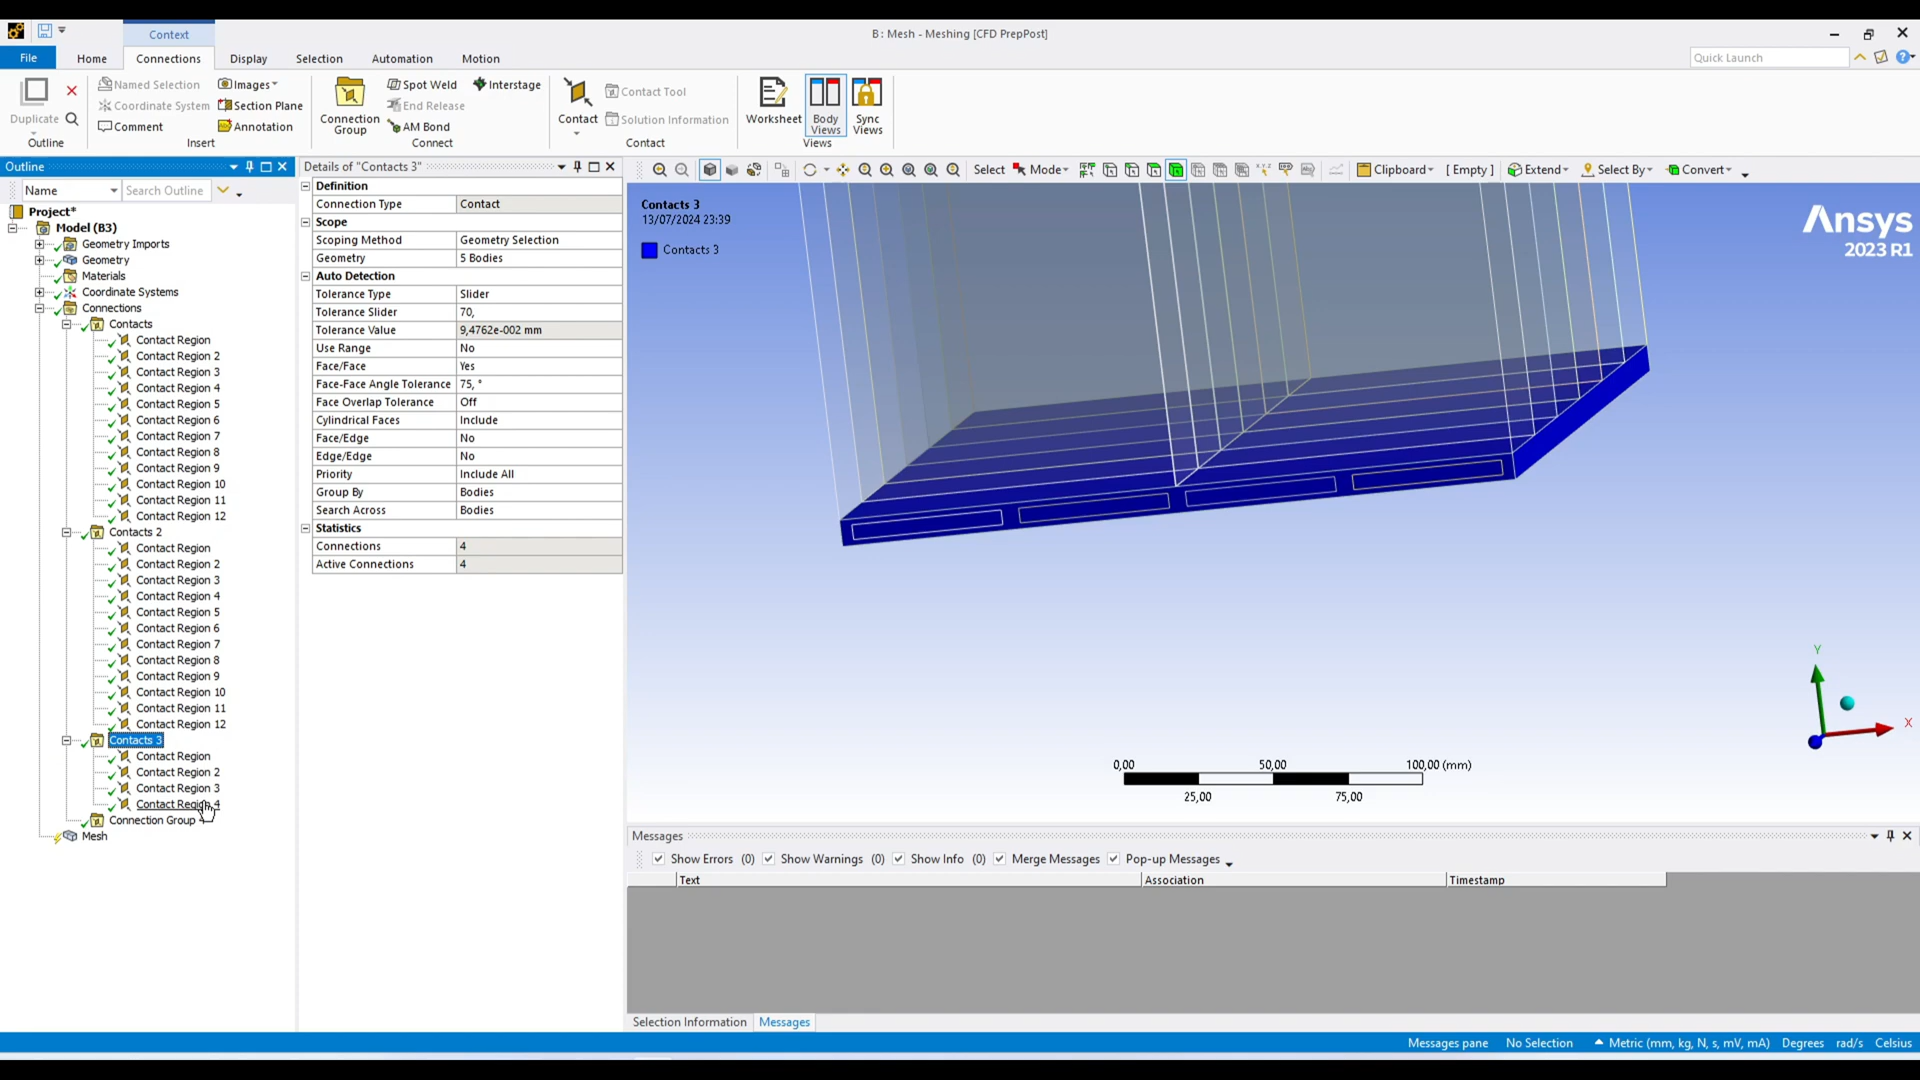 Context
B : Mesh - Meshing [CFD PrepPost]
File
Home
Connections
Display
Selection
Automation
Motion
Quick Launch
Duplicate
Outline
Named Selection
Coordinate System
Comment
Images
Section Plane
Annotation
Insert
Connection Group
Spot Weld
End Release
AM Bond
Interstage
Connect
Contact
Contact Tool
Solution Information
Contact
Worksheet
Body Views
Sync Views
Views
Outline
Name
Search Outline
Project*
Model (B3)
Geometry Imports
Geometry
Materials
Coordinate Systems
Connections
Contacts
Contact Region
Contact Region 2
Contact Region 3
Contact Region 4
Contact Region 5
Contact Region 6
Contact Region 7
Contact Region 8
Contact Region 9
Contact Region 10
Contact Region 11
Contact Region 12
Contacts 2
Contact Region
Contact Region 2
Contact Region 3
Contact Region 4
Contact Region 5
Contact Region 6
Contact Region 7
Contact Region 8
Contact Region 9
Contact Region 10
Contact Region 11
Contact Region 12
Contacts 3
Contact Region
Contact Region 2
Contact Region 3
Contact Region 4
Connection Group
Mesh
Details of "Contacts 3"
Definition
Connection Type Contact
Scope
Scoping Method Geometry Selection
Geometry 5 Bodies
Auto Detection
Tolerance Type Slider
Tolerance Slider 70,
Tolerance Value 9,4762e-002 mm
Use Range No
Face/Face Yes
Face-Face Angle Tolerance 75, °
Face Overlap Tolerance Off
Cylindrical Faces Include
Face/Edge No
Edge/Edge No
Priority Include All
Group By Bodies
Search Across Bodies
Statistics
Connections 4
Active Connections 4
Select
Mode
Clipboard
[ Empty ]
Extend
Select By
Convert
Contacts 3
13/07/2024 23:39
Contacts 3
Ansys
2023 R1
Y
X
0,00 50,00 100,00 (mm)
25,00 75,00
Messages
Show Errors (0) Show Warnings (0) Show Info (0) Merge Messages Pop-up Messages
Text Association Timestamp
Selection Information Messages
Messages pane No Selection Metric (mm, kg, N, s, mV, mA) Degrees rad/s Celsius